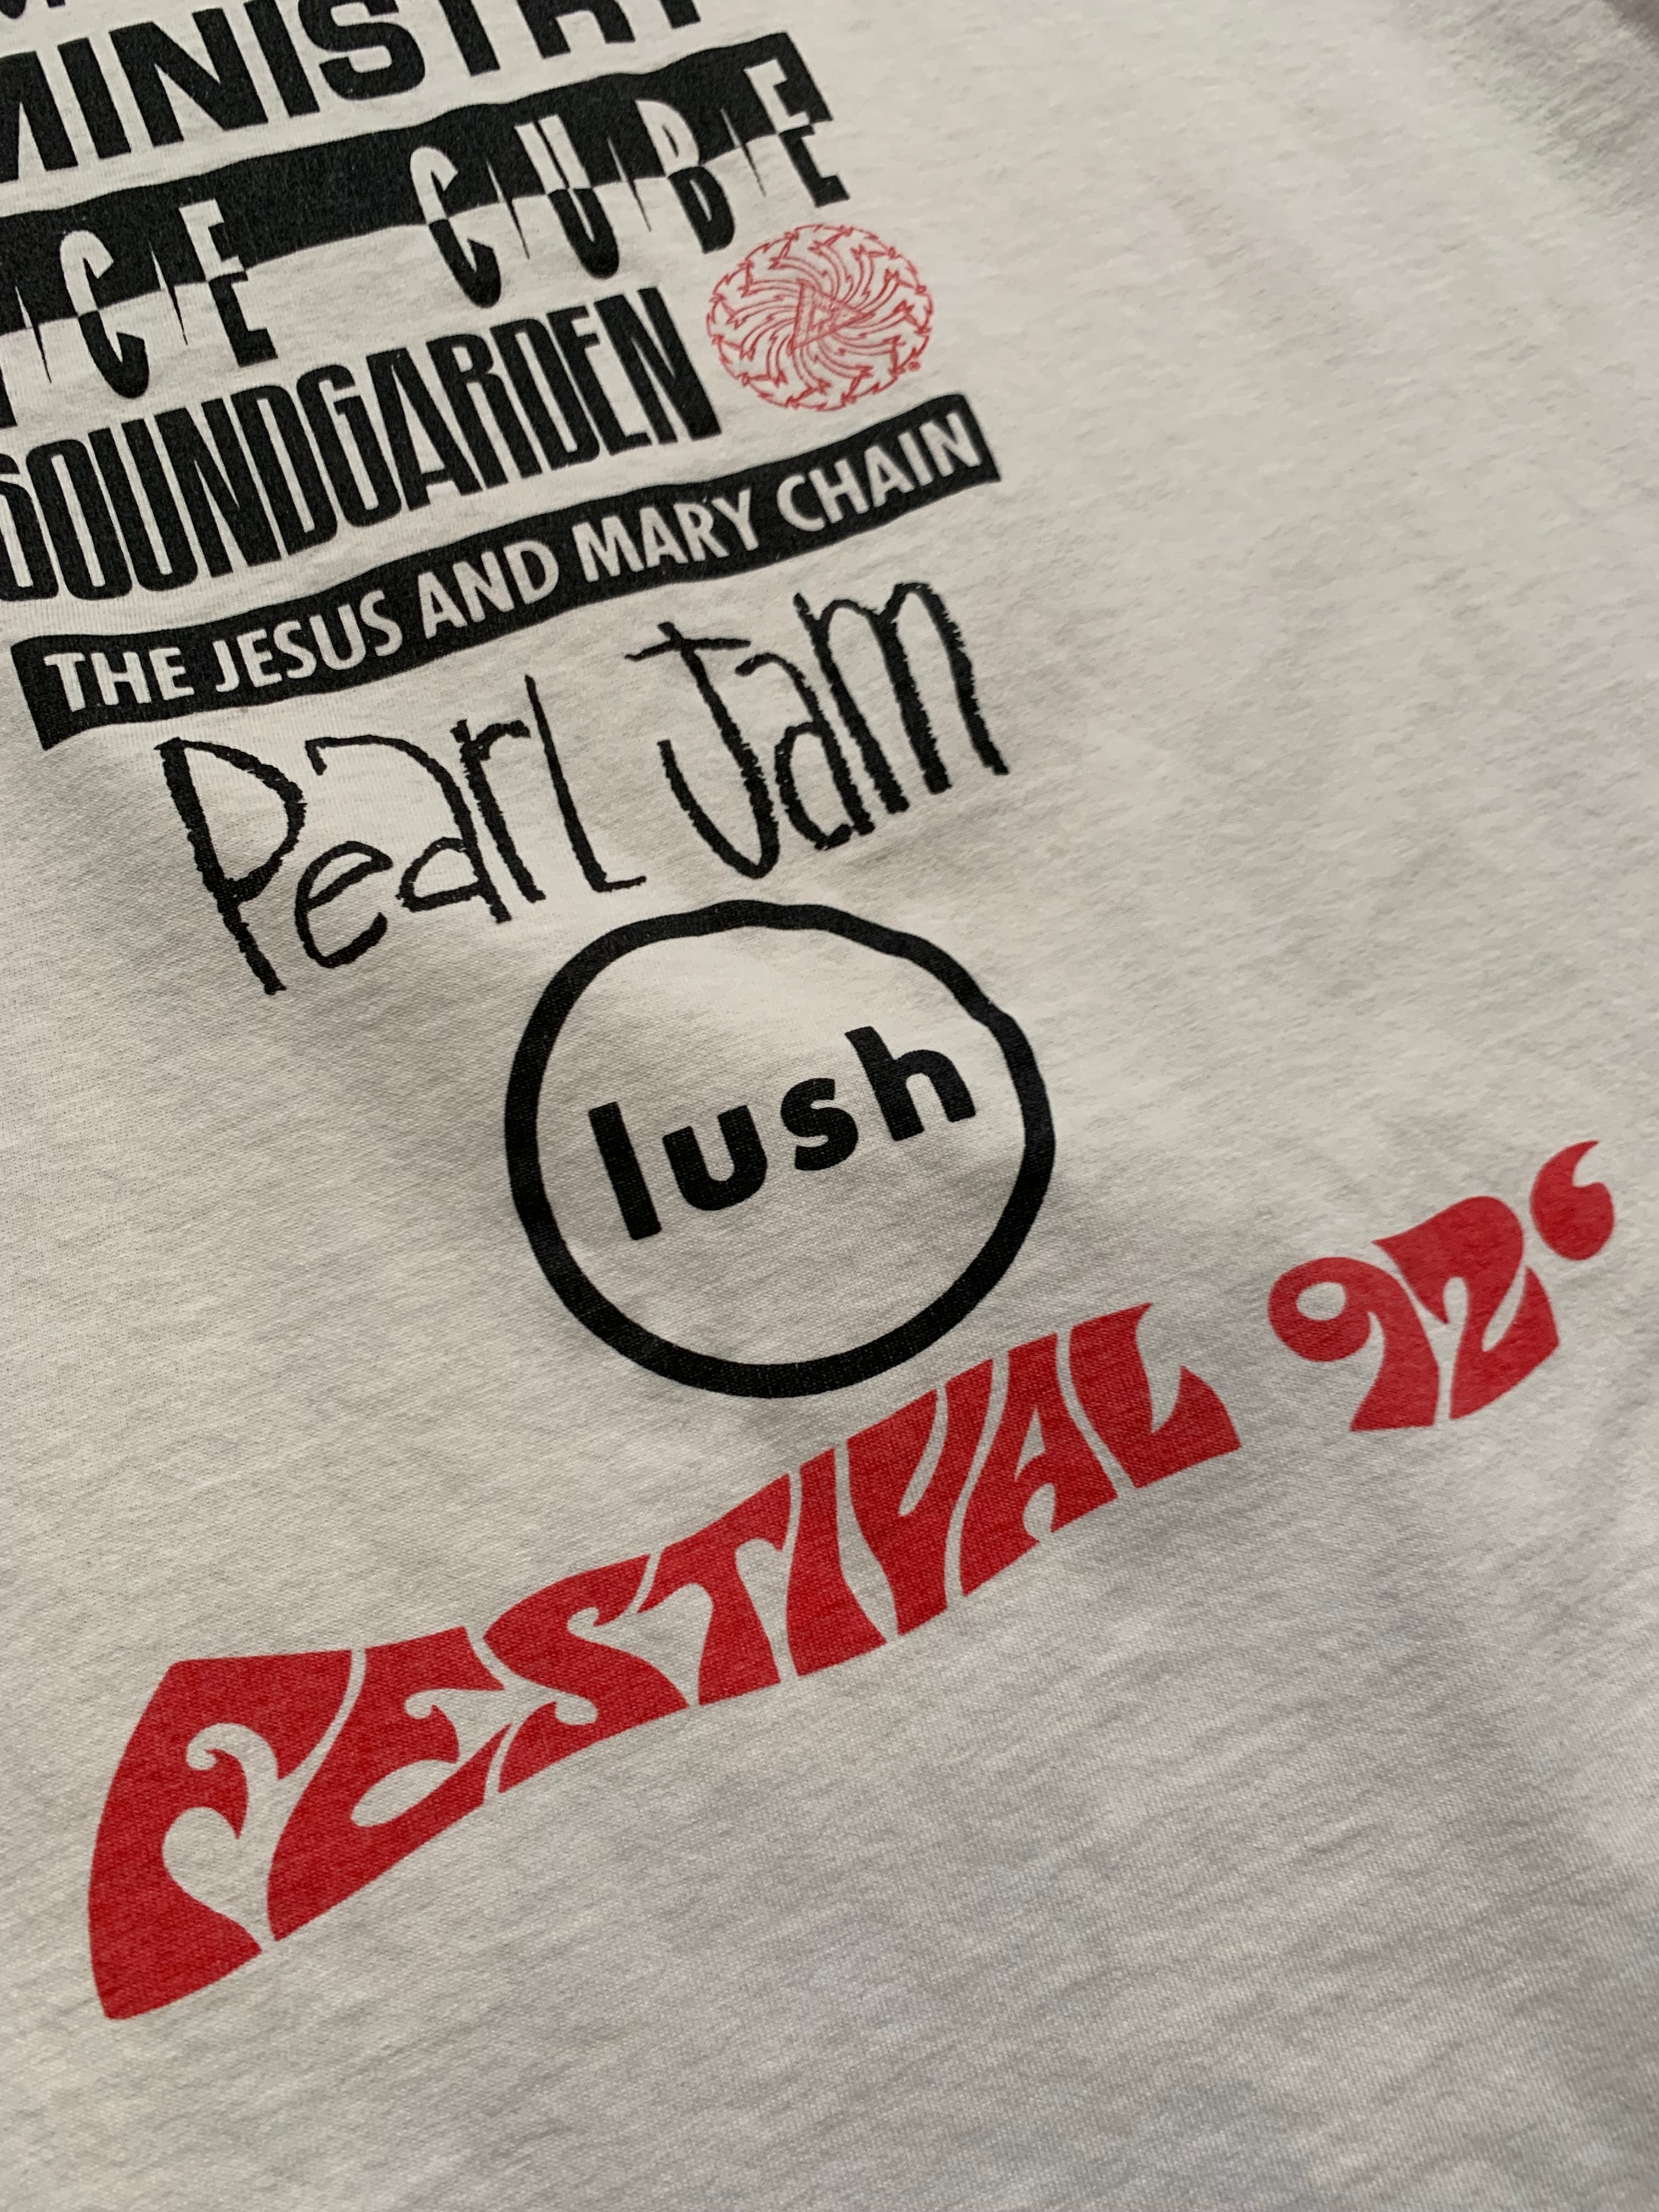 MINISTRY
ICE CUBE
SOUNDGARDEN
THE JESUS AND MARY CHAIN
Pearl Jam
lush
FESTIVAL 92‘